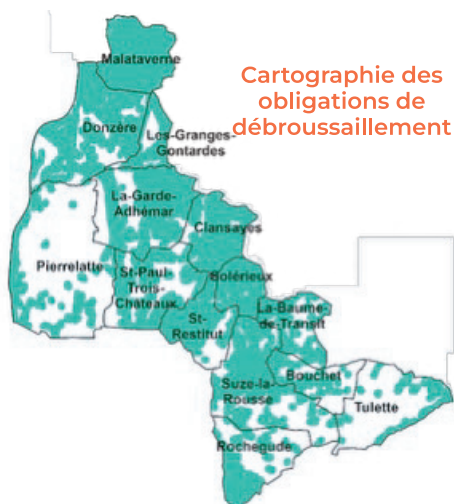 Malataverne
Cartographie des
obligations de
débroussaillement
Donzère
Les-Granges-
Gontardes
La-Garde-
Adhémar
Clansayes
Pierrelatte
St-Paul-
Trois-
Chateaux
Solérieux
La-Baume-
de-Transit
St-
Restitut
Bouchet
Suze-la-
Rousse
Tulette
Rochegude